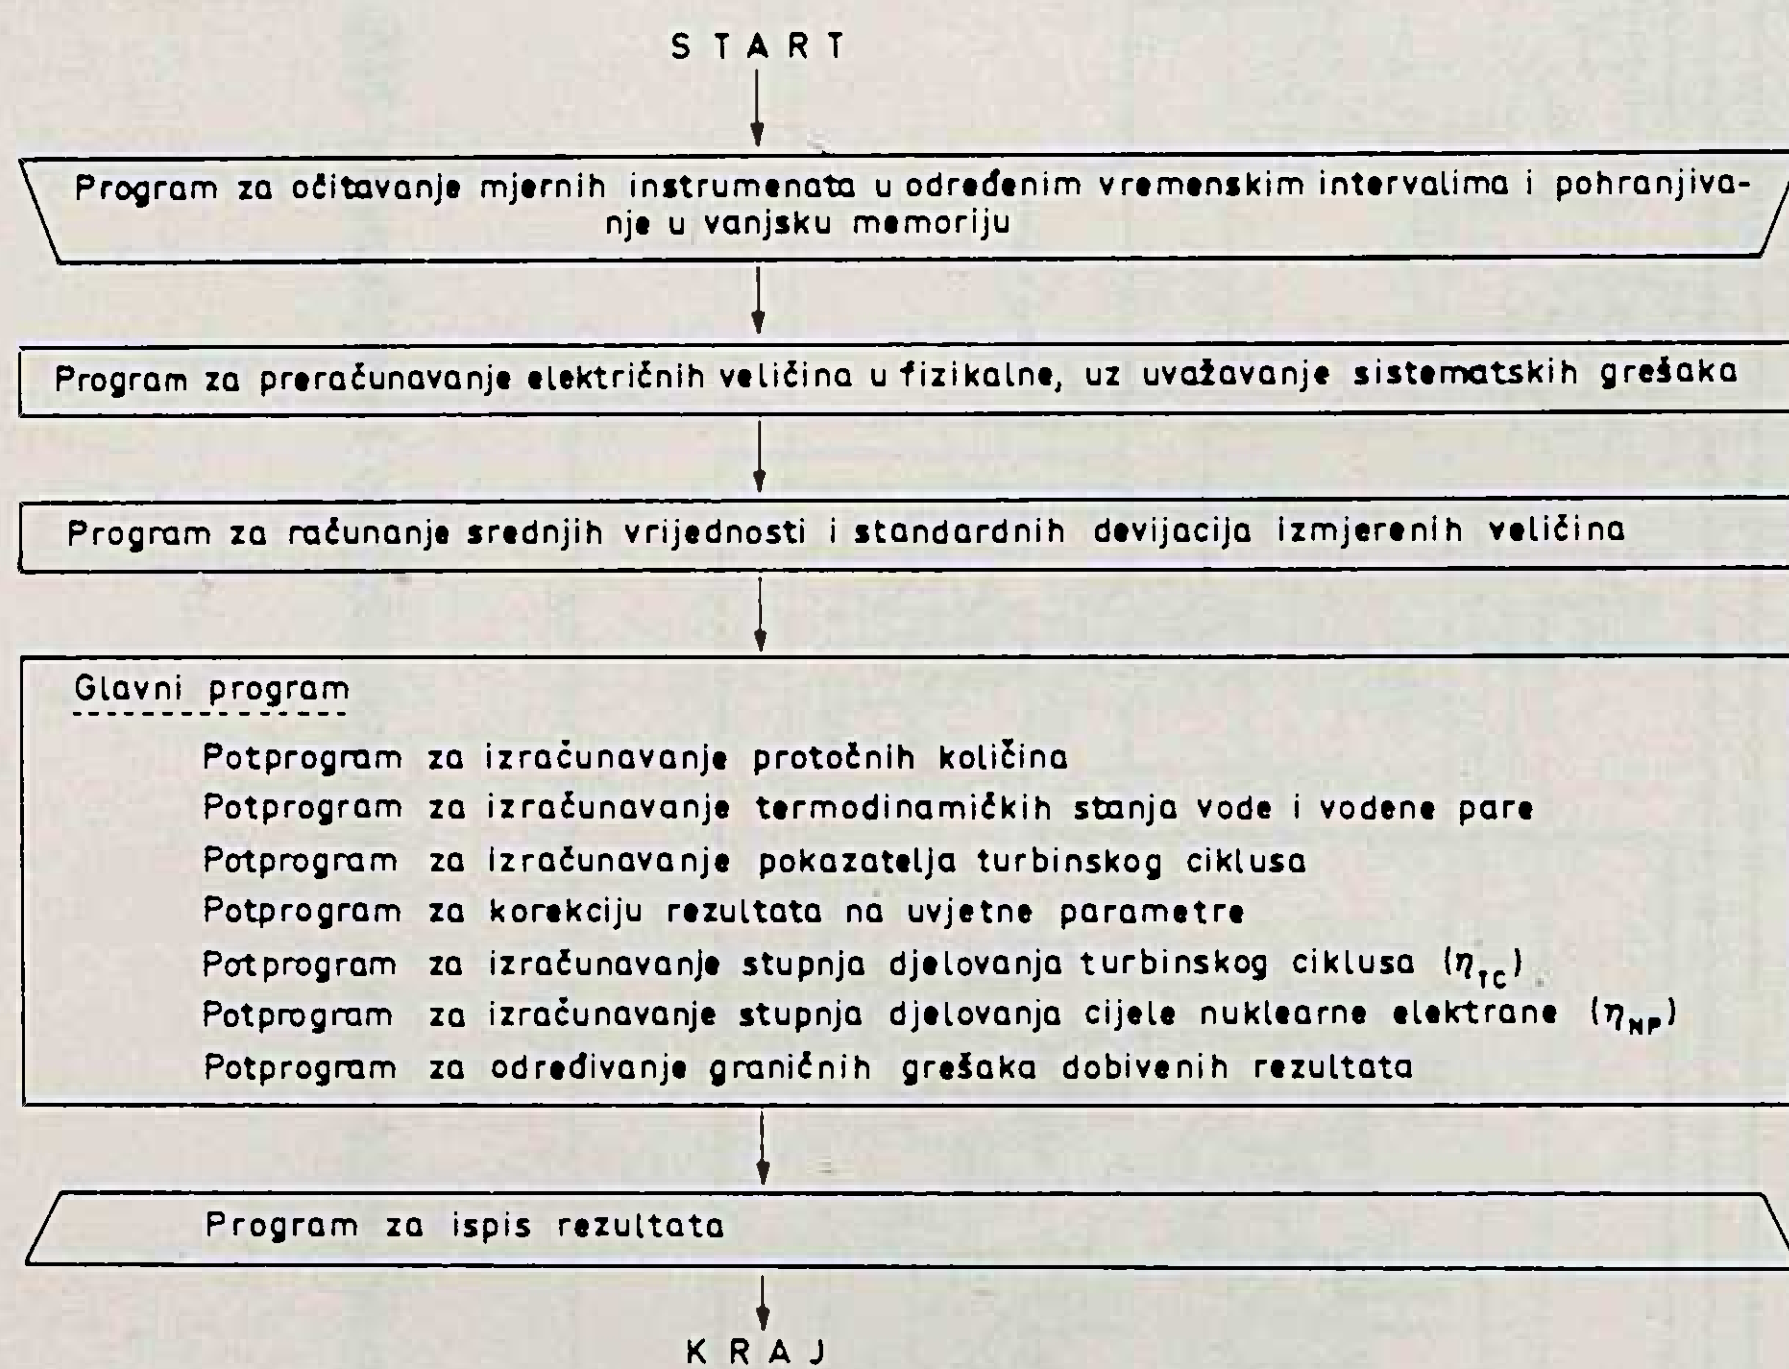 S T A R T
Program za očitavanje mjernih instrumenata u određenim vremenskim intervalima i pohranjiva-
nje u vanjsku memoriju
Program za preračunavanje električnih veličina u fizikalne, uz uvažavanje sistematskih grešaka
Program za računanje srednjih vrijednosti i standardnih devijacija izmjerenih veličina
Glavni program
Potprogram za izračunavanje protočnih količina
Potprogram za izračunavanje termodinamičkih stanja vode i vodene pare
Potprogram za izračunavanje pokazatelja turbinskog ciklusa
Potprogram za korekciju rezultata na uvjetne parametre
Potprogram za izračunavanje stupnja djelovanja turbinskog ciklusa (η_TC)
Potprogram za izračunavanje stupnja djelovanja cijele nuklearne elektrane (η_NP)
Potprogram za određivanje graničnih grešaka dobivenih rezultata
Program za ispis rezultata
K R A J